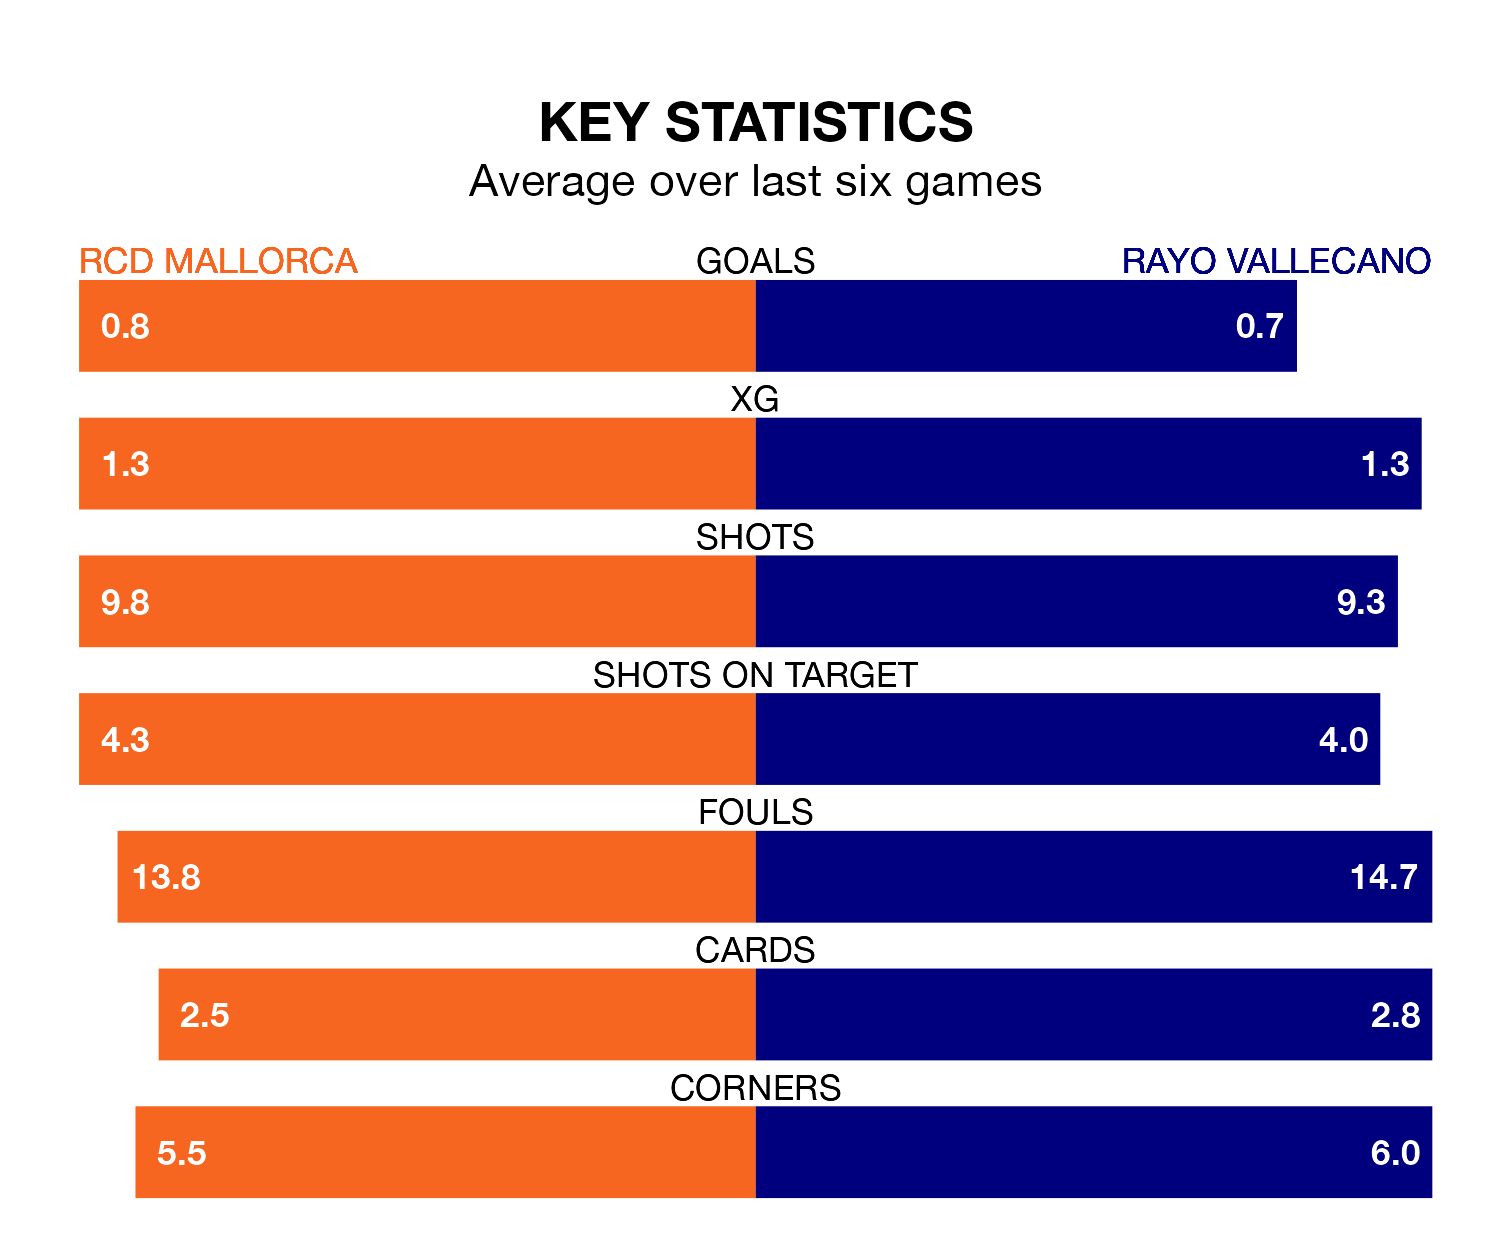 KEY STATISTICS
Average over last six games
RCD MALLORCA GOALS RAYO VALLECANO
0.8 0.7
XG
1.3 1.3
SHOTS
9.8 9.3
SHOTS ON TARGET
4.3 4.0
FOULS
13.8 14.7
CARDS
2.5 2.8
CORNERS
5.5 6.0